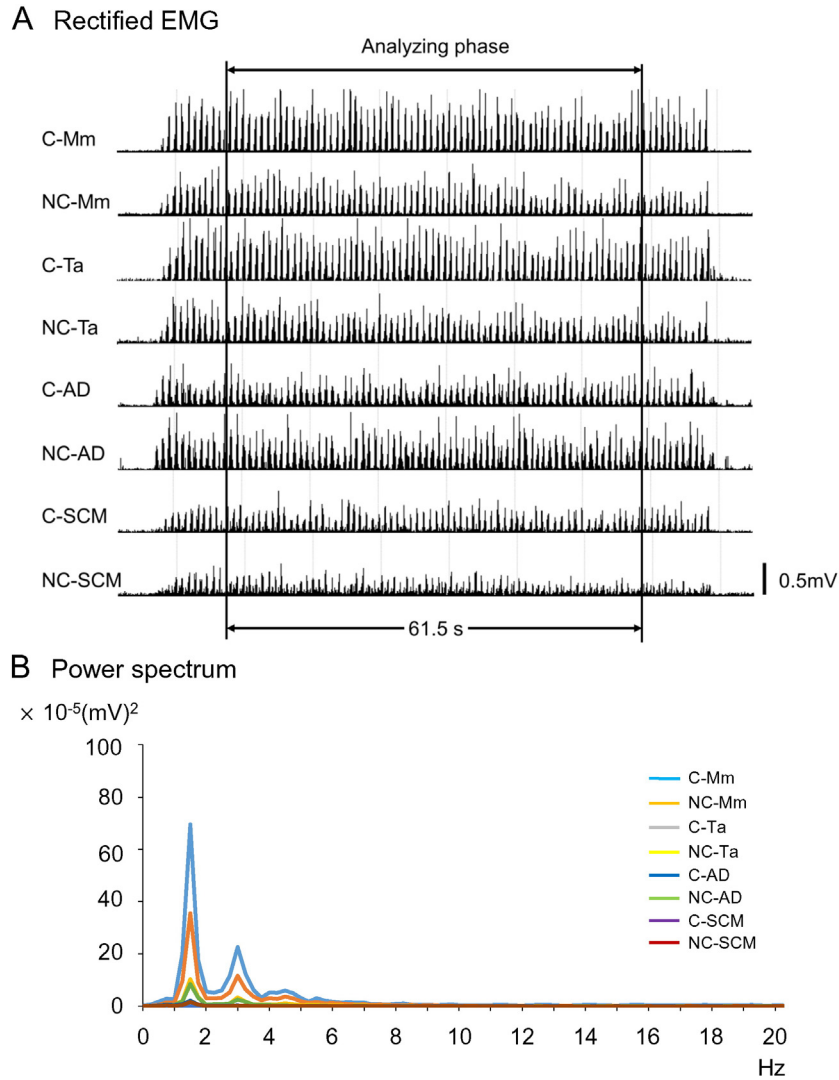 A Rectified EMG
Analyzing phase
C-Mm
NC-Mm
C-Ta
NC-Ta
C-AD
NC-AD
C-SCM
NC-SCM
0.5mV
61.5 s
B Power spectrum
× 10-5(mV)2
100
80
60
40
20
0
C-Mm
NC-Mm
C-Ta
NC-Ta
C-AD
NC-AD
C-SCM
NC-SCM
0 2 4 6 8 10 12 14 16 18 20
Hz